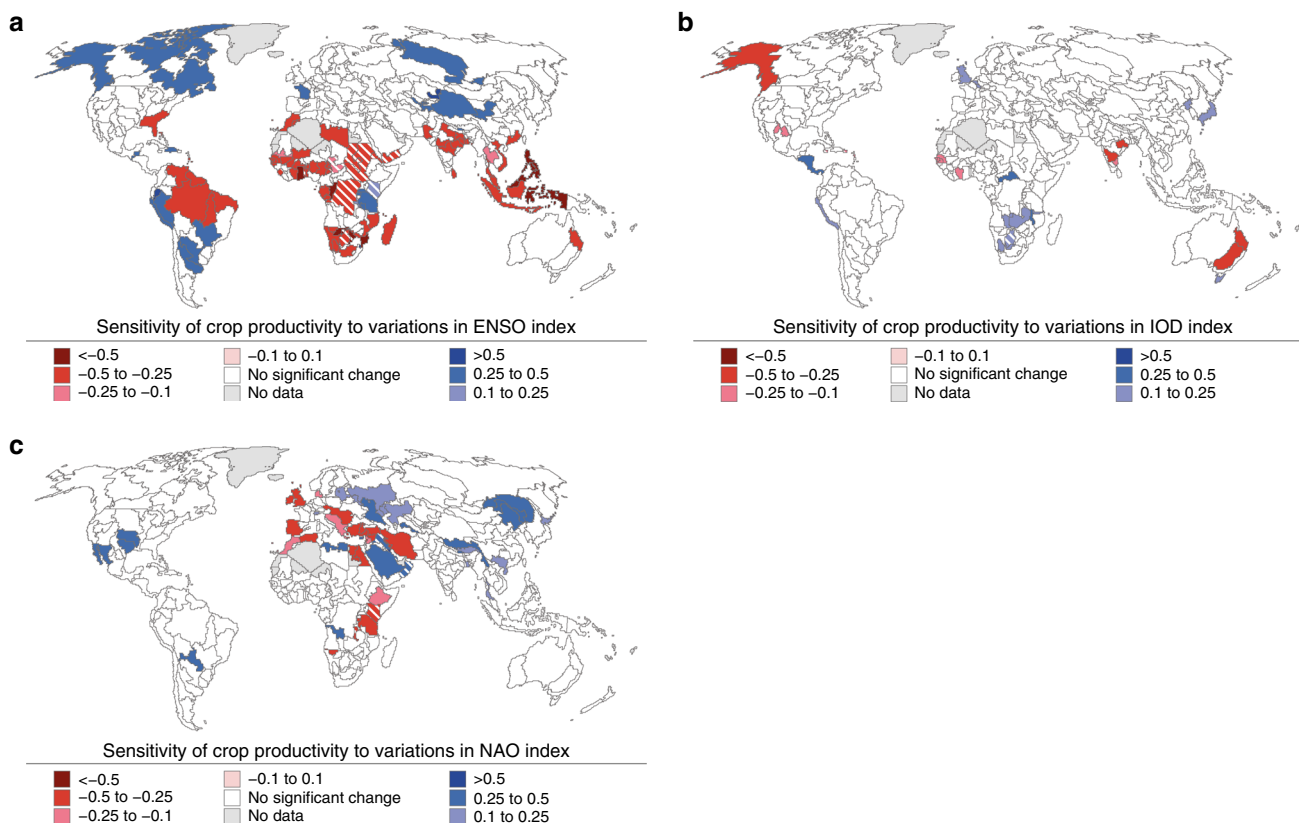 a
b
Sensitivity of crop productivity to variations in ENSO index
<−0.5
−0.1 to 0.1
>0.5
−0.5 to −0.25
No significant change
0.25 to 0.5
−0.25 to −0.1
No data
0.1 to 0.25
Sensitivity of crop productivity to variations in IOD index
<−0.5
−0.1 to 0.1
>0.5
−0.5 to −0.25
No significant change
0.25 to 0.5
−0.25 to −0.1
No data
0.1 to 0.25
c
Sensitivity of crop productivity to variations in NAO index
<−0.5
−0.1 to 0.1
>0.5
−0.5 to −0.25
No significant change
0.25 to 0.5
−0.25 to −0.1
No data
0.1 to 0.25